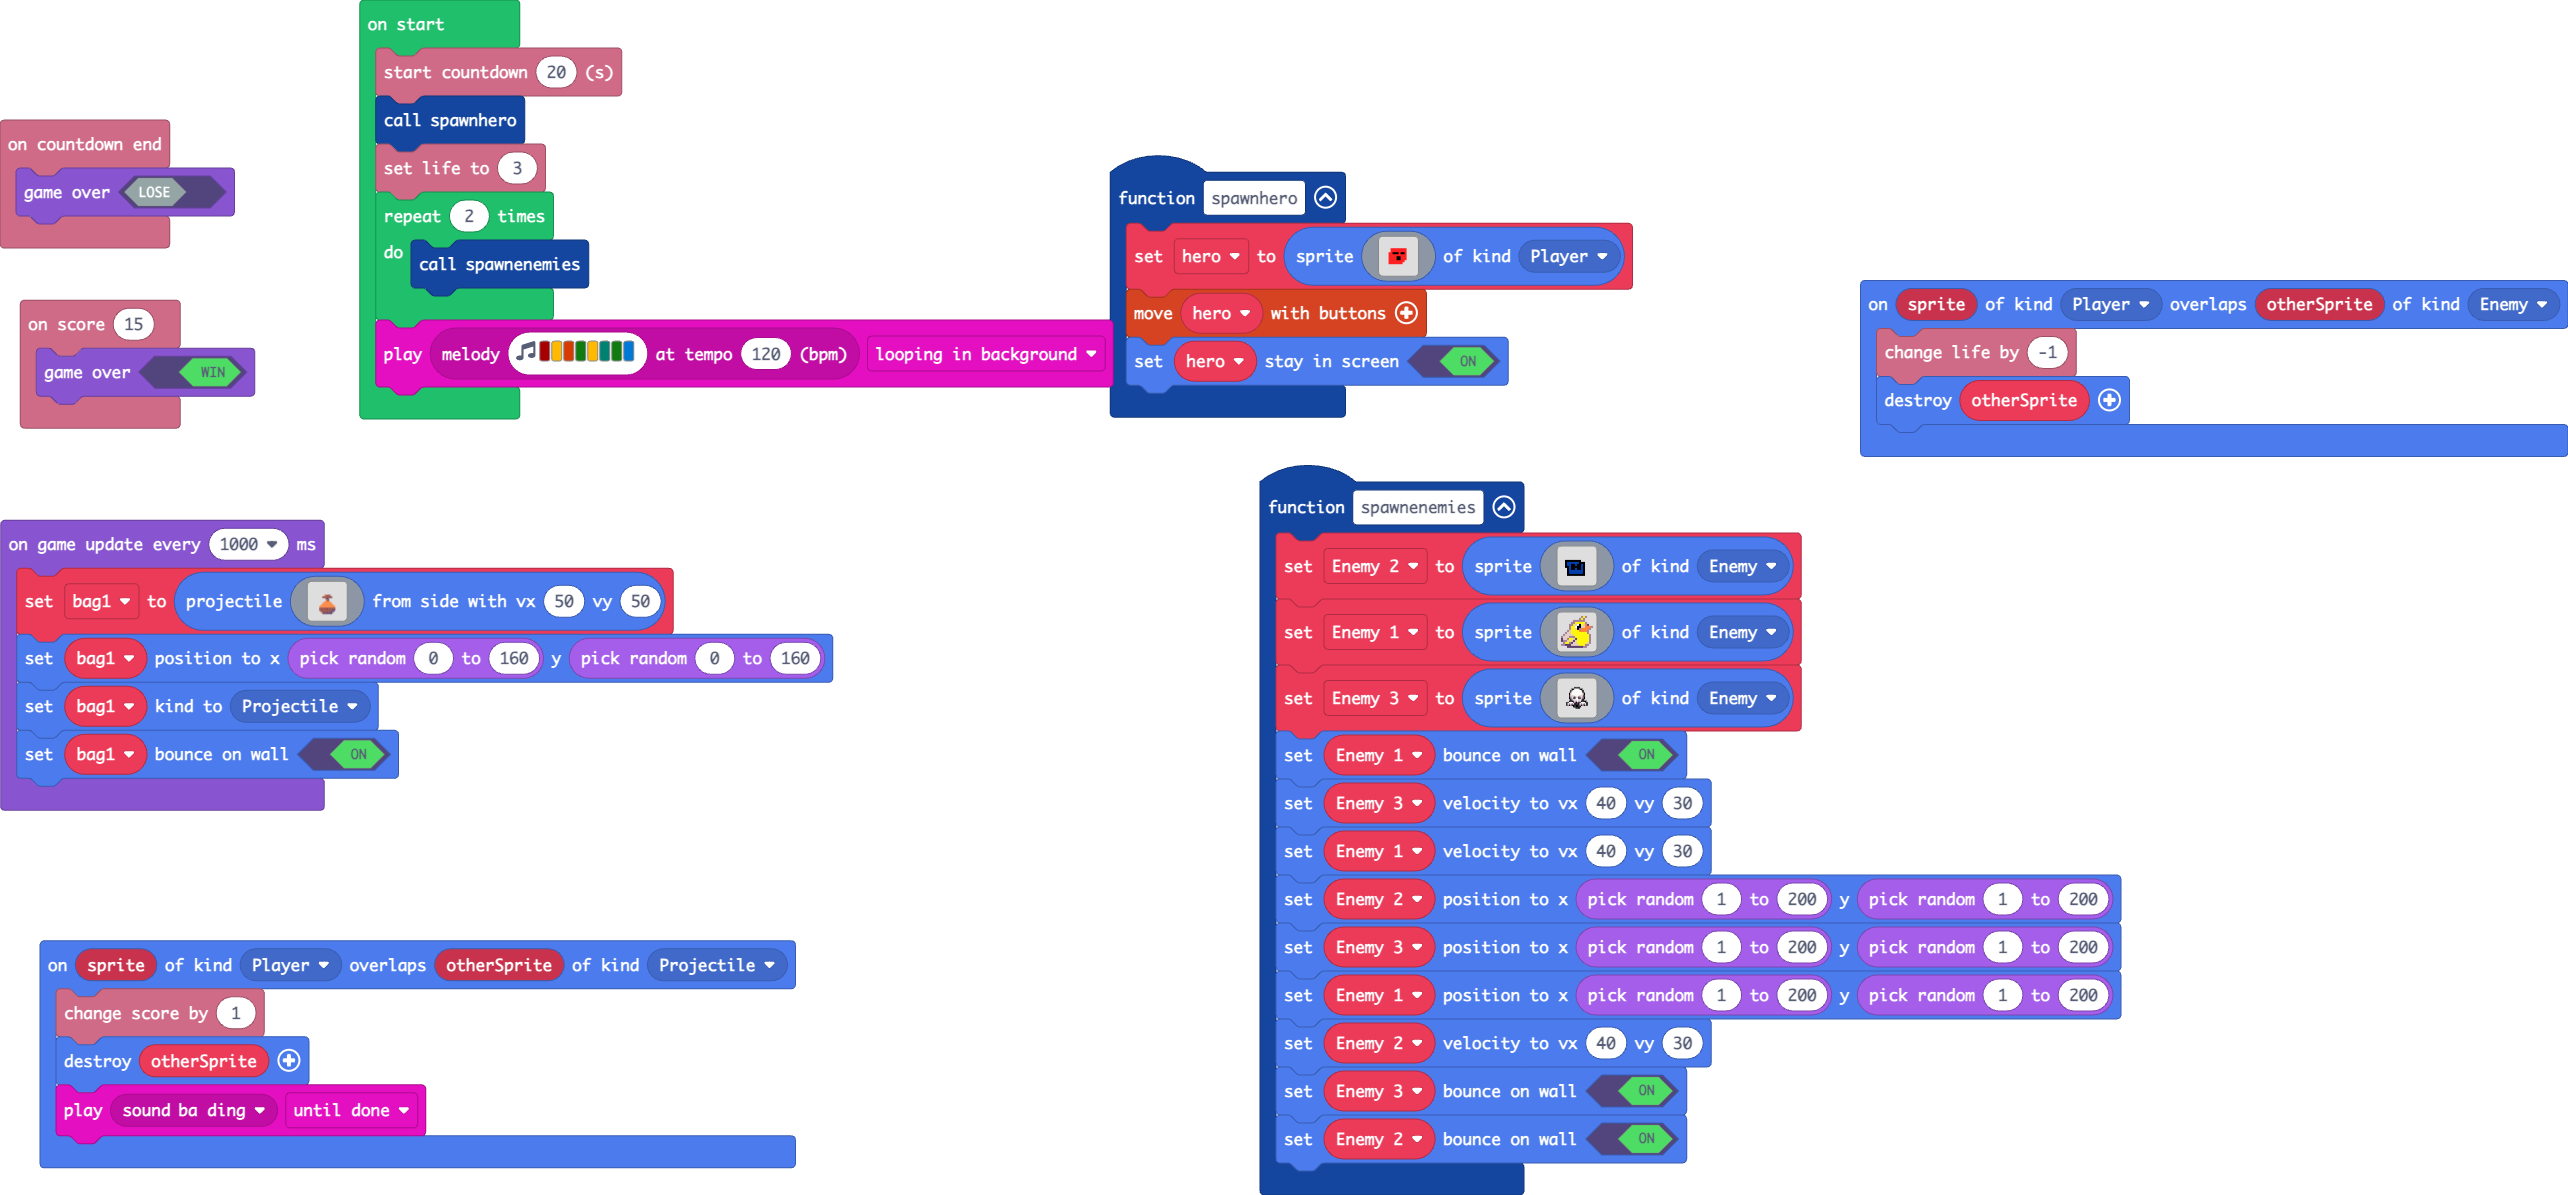 on start
start countdown 20 (s)
call spawnhero
set life to 3
repeat 2 times
do
call spawnenemies
play melody at tempo 120 (bpm) looping in background
on countdown end
game over LOSE
on score 15
game over WIN
function spawnhero
set hero to sprite of kind Player
move hero with buttons
set hero stay in screen ON
on sprite of kind Player overlaps otherSprite of kind Enemy
change life by -1
destroy otherSprite
on game update every 1000 ms
set bag1 to projectile from side with vx 50 vy 50
set bag1 position to x pick random 0 to 160 y pick random 0 to 160
set bag1 kind to Projectile
set bag1 bounce on wall ON
on sprite of kind Player overlaps otherSprite of kind Projectile
change score by 1
destroy otherSprite
play sound ba ding until done
function spawnenemies
set Enemy 2 to sprite of kind Enemy
set Enemy 1 to sprite of kind Enemy
set Enemy 3 to sprite of kind Enemy
set Enemy 1 bounce on wall ON
set Enemy 3 velocity to vx 40 vy 30
set Enemy 1 velocity to vx 40 vy 30
set Enemy 2 position to x pick random 1 to 200 y pick random 1 to 200
set Enemy 3 position to x pick random 1 to 200 y pick random 1 to 200
set Enemy 1 position to x pick random 1 to 200 y pick random 1 to 200
set Enemy 2 velocity to vx 40 vy 30
set Enemy 3 bounce on wall ON
set Enemy 2 bounce on wall ON